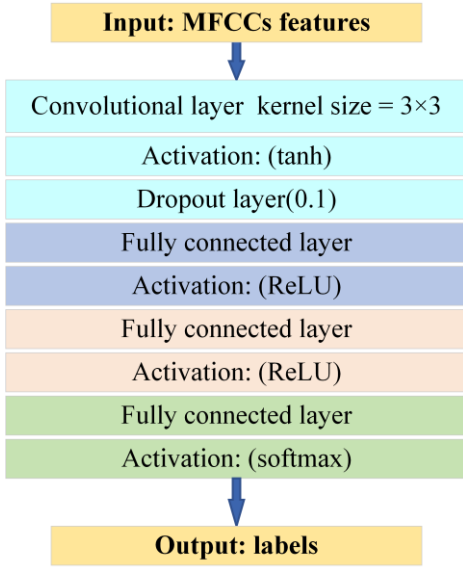 Input: MFCCs features
Convolutional layer kernel size = 3×3
Activation: (tanh)
Dropout layer(0.1)
Fully connected layer
Activation: (ReLU)
Fully connected layer
Activation: (ReLU)
Fully connected layer
Activation: (softmax)
Output: labels